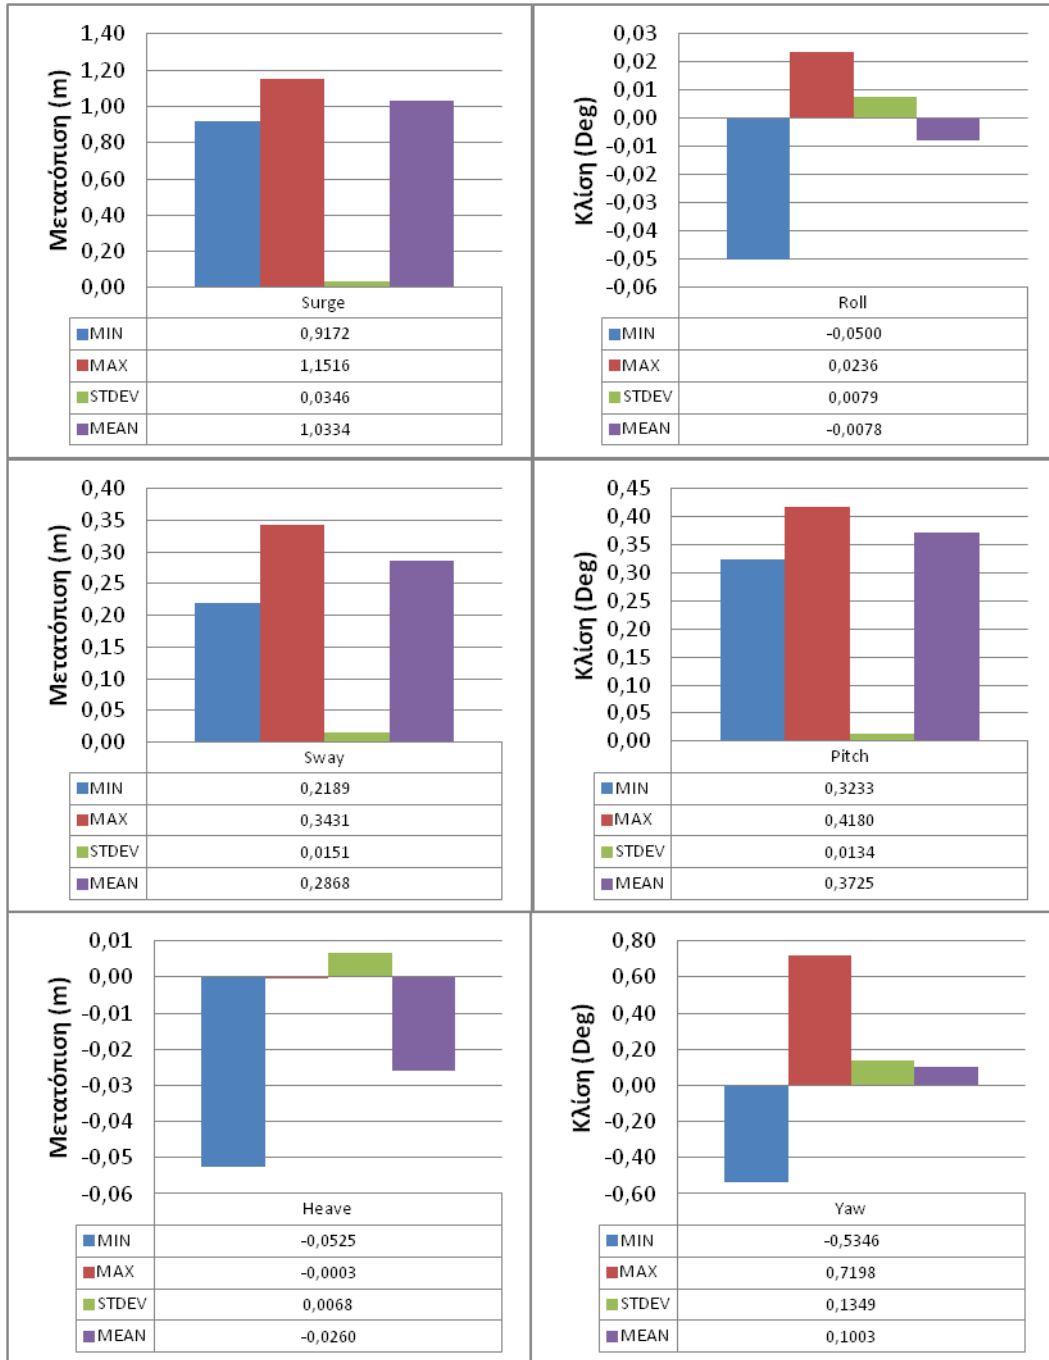 Μετατόπιση (m)
1,40
1,20
1,00
0,80
0,60
0,40
0,20
0,00
Surge
MIN 0,9172
MAX 1,1516
STDEV 0,0346
MEAN 1,0334
Κλίση (Deg)
0,03
0,02
0,01
0,00
-0,01
-0,02
-0,03
-0,04
-0,05
-0,06
Roll
MIN -0,0500
MAX 0,0236
STDEV 0,0079
MEAN -0,0078
Μετατόπιση (m)
0,40
0,35
0,30
0,25
0,20
0,15
0,10
0,05
0,00
Sway
MIN 0,2189
MAX 0,3431
STDEV 0,0151
MEAN 0,2868
Κλίση (Deg)
0,45
0,40
0,35
0,30
0,25
0,20
0,15
0,10
0,05
0,00
Pitch
MIN 0,3233
MAX 0,4180
STDEV 0,0134
MEAN 0,3725
Μετατόπιση (m)
0,01
0,00
-0,01
-0,02
-0,03
-0,04
-0,05
-0,06
Heave
MIN -0,0525
MAX -0,0003
STDEV 0,0068
MEAN -0,0260
Κλίση (Deg)
0,80
0,60
0,40
0,20
0,00
-0,20
-0,40
-0,60
Yaw
MIN -0,5346
MAX 0,7198
STDEV 0,1349
MEAN 0,1003